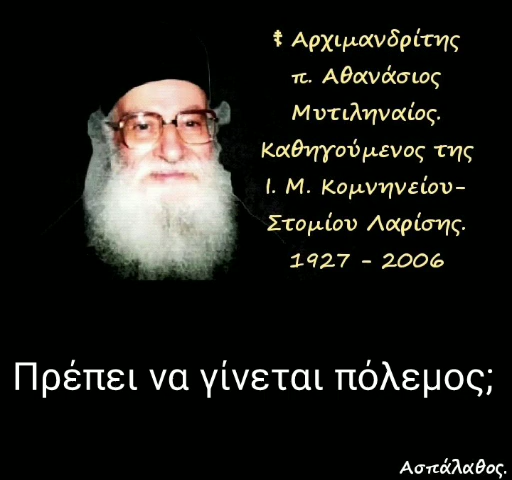 ☦ Αρχιμανδρίτης
π. Αθανάσιος
Μυτιληναίος.
Καθηγούμενος της
Ι. Μ. Κομνηνείου-
Στομίου Λαρίσης.
1927 - 2006
Πρέπει να γίνεται πόλεμος;
Ασπάλαθος.